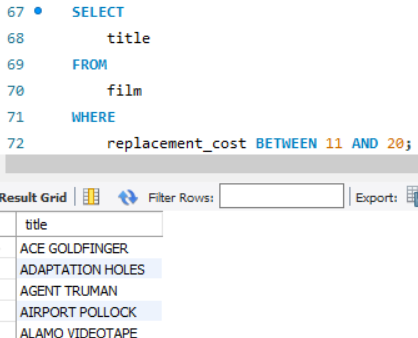 67 SELECT
68 title
69 FROM
70 film
71 WHERE
72 replacement_cost BETWEEN 11 AND 20;
Result Grid Filter Rows: Export:
title
ACE GOLDFINGER
ADAPTATION HOLES
AGENT TRUMAN
AIRPORT POLLOCK
ALAMO VIDEOTAPE